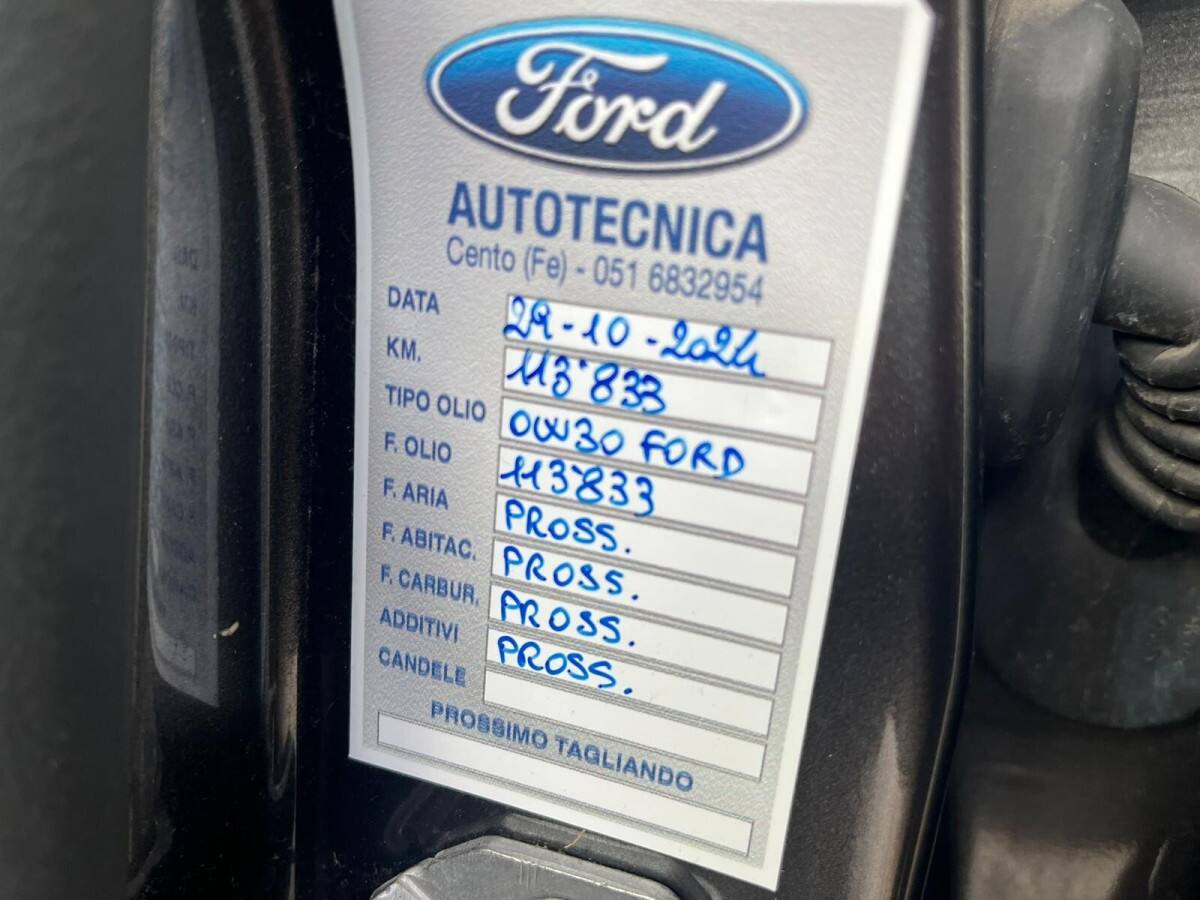 Ford
AUTOTECNICA
Cento (Fe) - 051 6832954
DATA 29-10-2024
KM. 113'833
TIPO OLIO 0W30 FORD
F. OLIO 113'833
F. ARIA PROSS.
F. ABITAC. PROSS.
F. CARBUR. PROSS.
ADDITIVI PROSS.
CANDELE
PROSSIMO TAGLIANDO